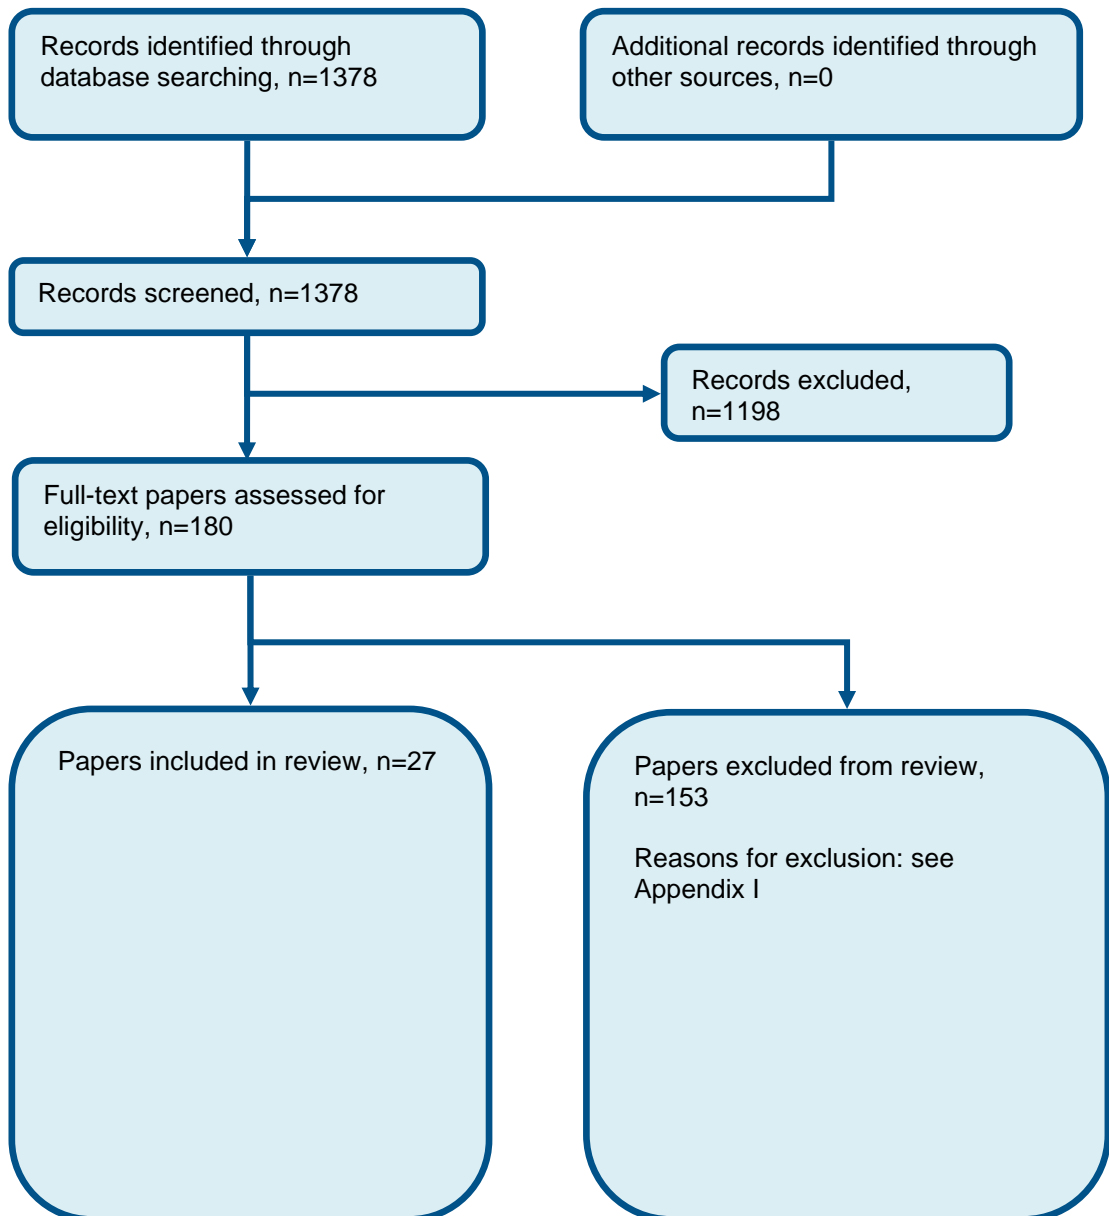 Records identified through
database searching, n=1378
Additional records identified through
other sources, n=0
Records screened, n=1378
Records excluded,
n=1198
Full-text papers assessed for
eligibility, n=180
Papers included in review, n=27
Papers excluded from review,
n=153
Reasons for exclusion: see
Appendix I